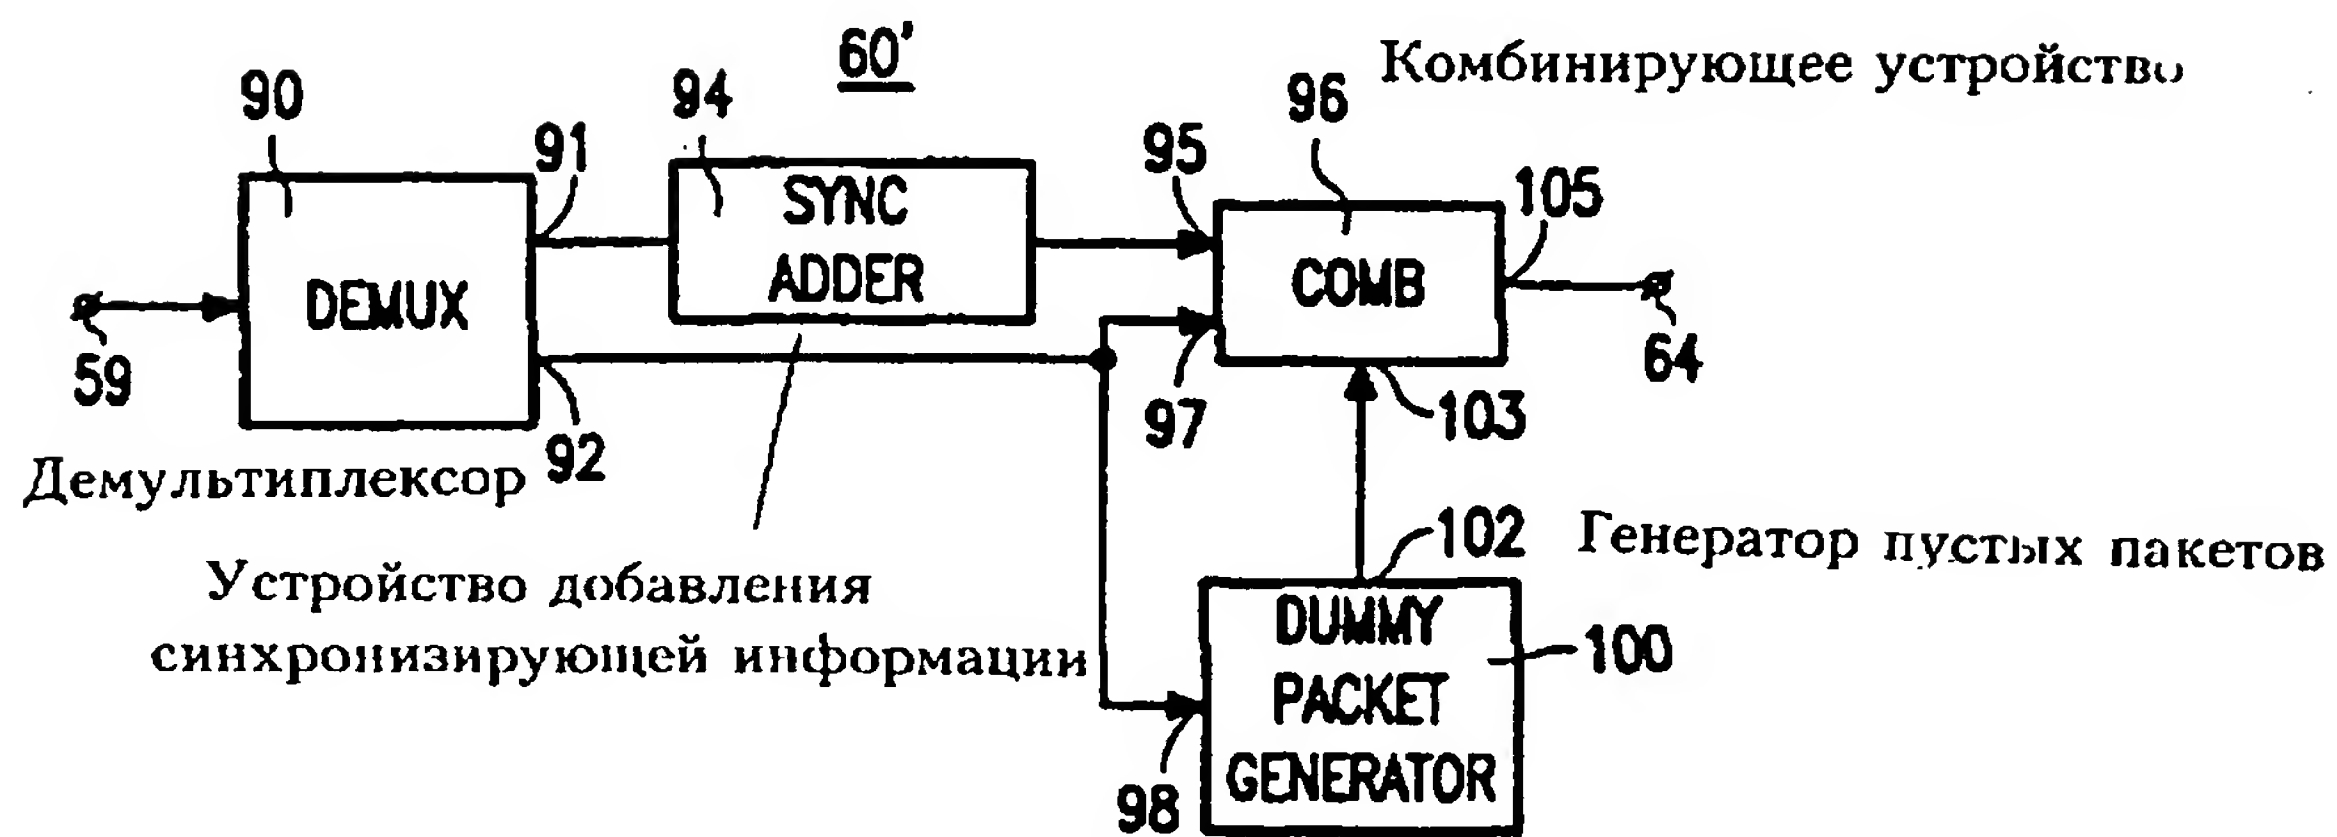 60'
Комбинирующее устройство
90
94
96
91
95
105
SYNC
ADDER
DEMUX
COMB
59
64
92
97
103
Демультиплексор
102
Генератор пустых пакетов
Устройство добавления
синхронизирующей информации
DUMMY
PACKET
GENERATOR
100
98